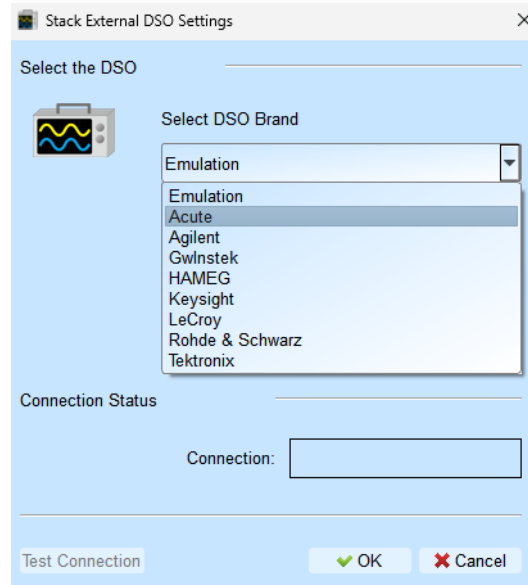 Stack External DSO Settings
Select the DSO
Select DSO Brand
Emulation
Emulation
Acute
Agilent
GwInstek
HAMEG
Keysight
LeCroy
Rohde & Schwarz
Tektronix
Connection Status
Connection:
Test Connection
OK
Cancel